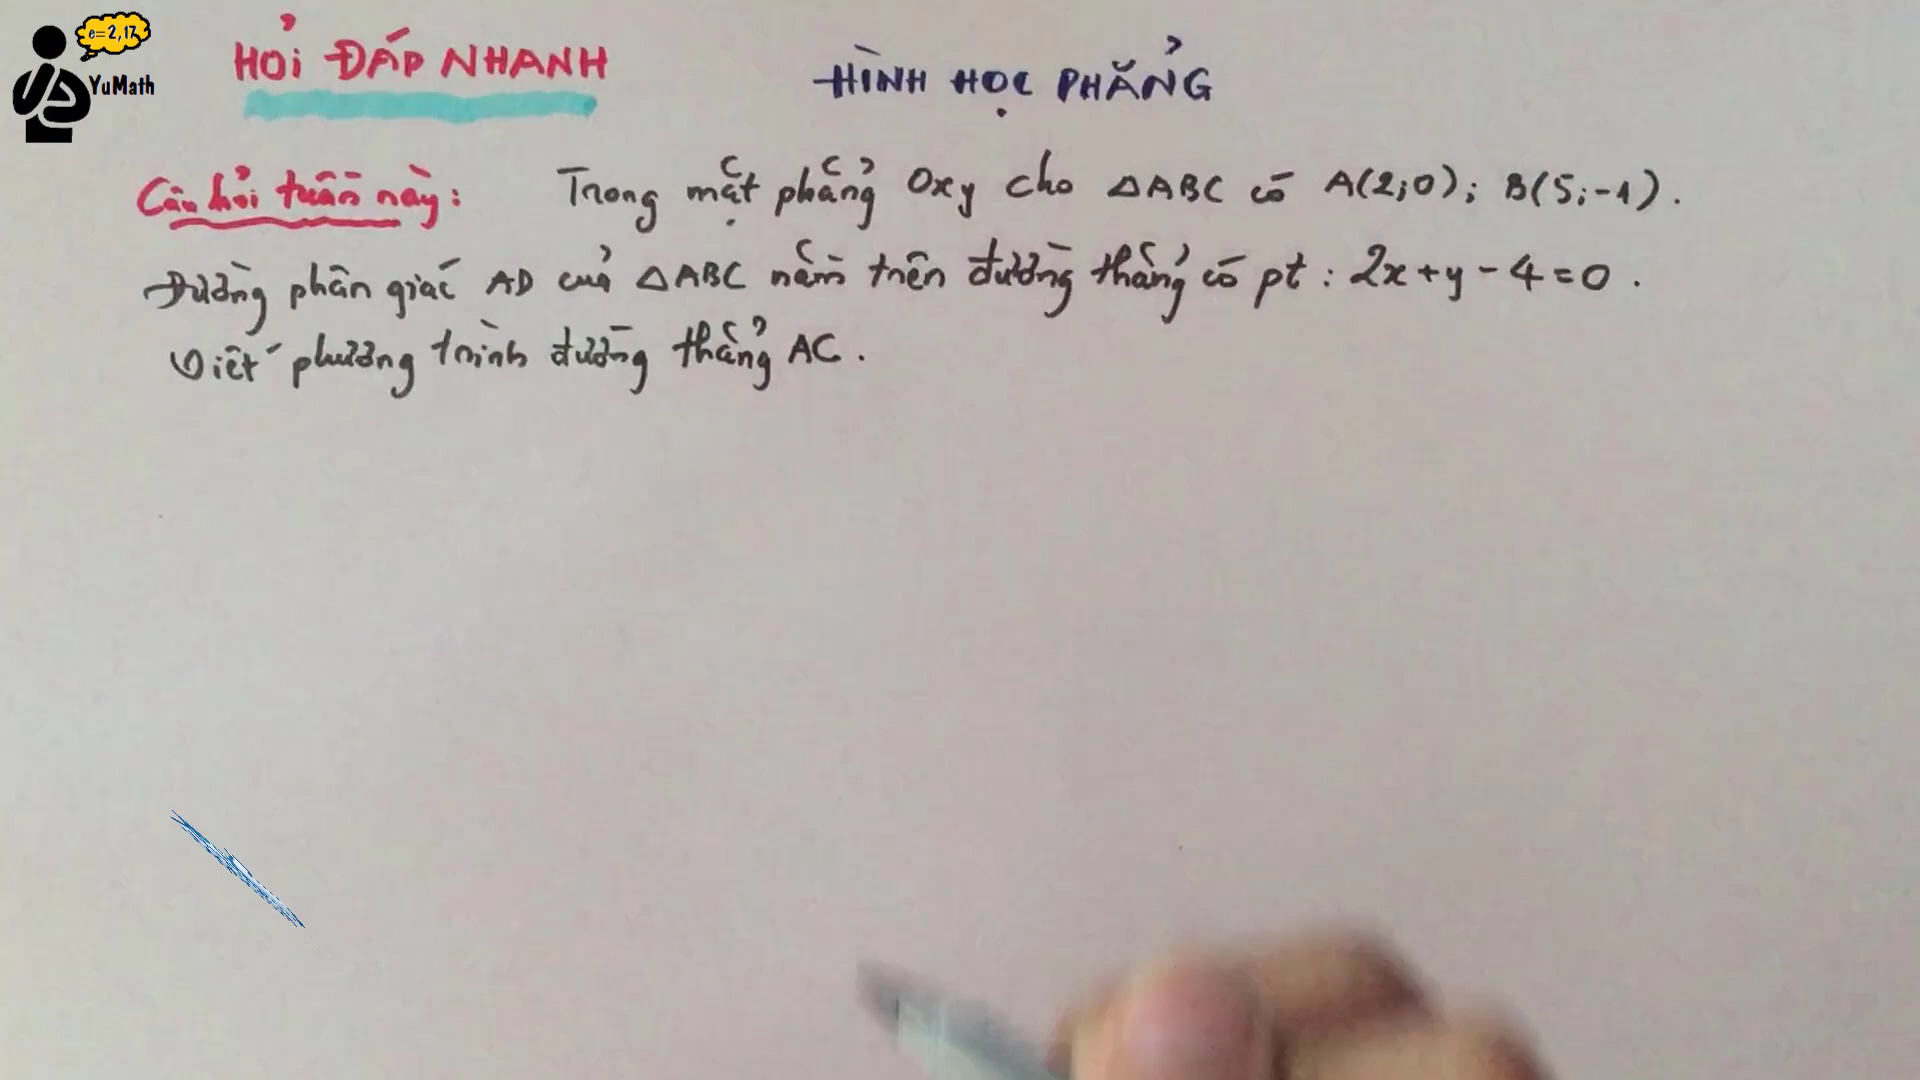 e=2,17
YuMath
HỎI ĐÁP NHANH
HÌNH HỌC PHẲNG
Câu hỏi tuần này: Trong mặt phẳng Oxy cho ΔABC có A(2;0); B(5;-1).
Đường phân giác AD của ΔABC nằm trên đường thẳng có pt: 2x+y-4=0.
Viết phương trình đường thẳng AC.